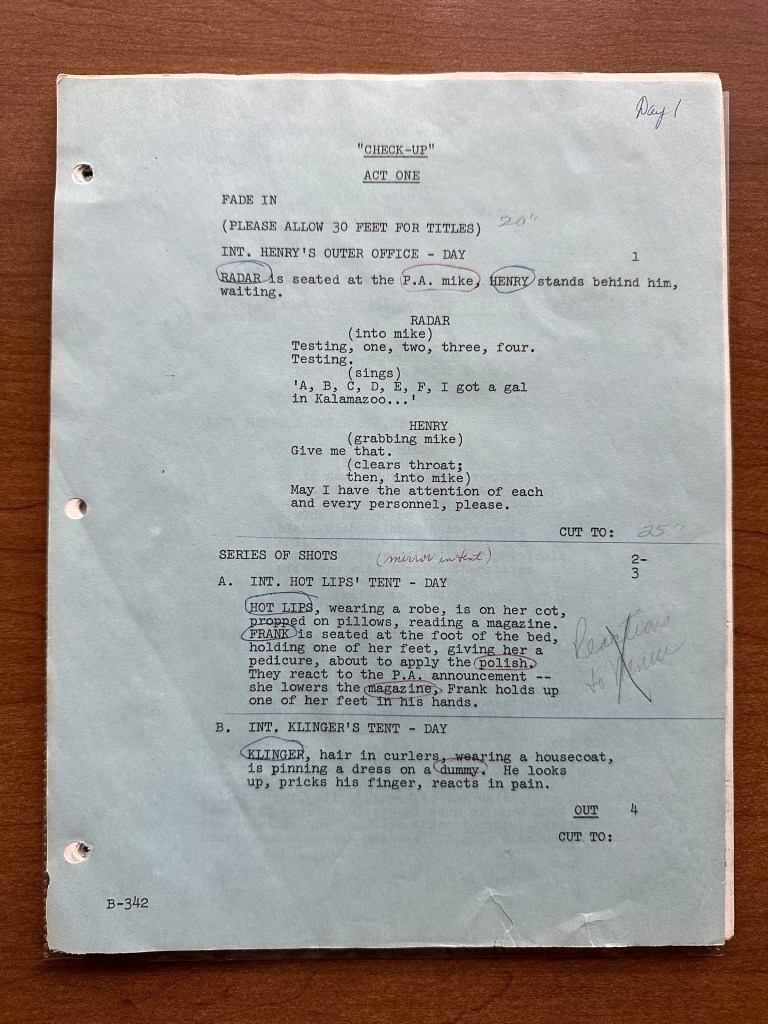 Day 1
"CHECK-UP"
ACT ONE
FADE IN
(PLEASE ALLOW 30 FEET FOR TITLES) 20"
INT. HENRY'S OUTER OFFICE - DAY 1
RADAR is seated at the P.A. mike, HENRY stands behind him,
waiting.
RADAR
(into mike)
Testing, one, two, three, four.
Testing.
(sings)
'A, B, C, D, E, F, I got a gal
in Kalamazoo...'
HENRY
(grabbing mike)
Give me that.
(clears throat;
then, into mike)
May I have the attention of each
and every personnel, please.
CUT TO: 25"
SERIES OF SHOTS (mirror in tent) 2-
3
A. INT. HOT LIPS' TENT - DAY
HOT LIPS, wearing a robe, is on her cot,
propped on pillows, reading a magazine.
FRANK is seated at the foot of the bed,
holding one of her feet, giving her a
pedicure, about to apply the polish.
They react to the P.A. announcement --
she lowers the magazine, Frank holds up
one of her feet in his hands.
Reactions
to
B. INT. KLINGER'S TENT - DAY
KLINGER, hair in curlers, wearing a housecoat,
is pinning a dress on a dummy. He looks
up, pricks his finger, reacts in pain.
OUT 4
CUT TO:
B-342